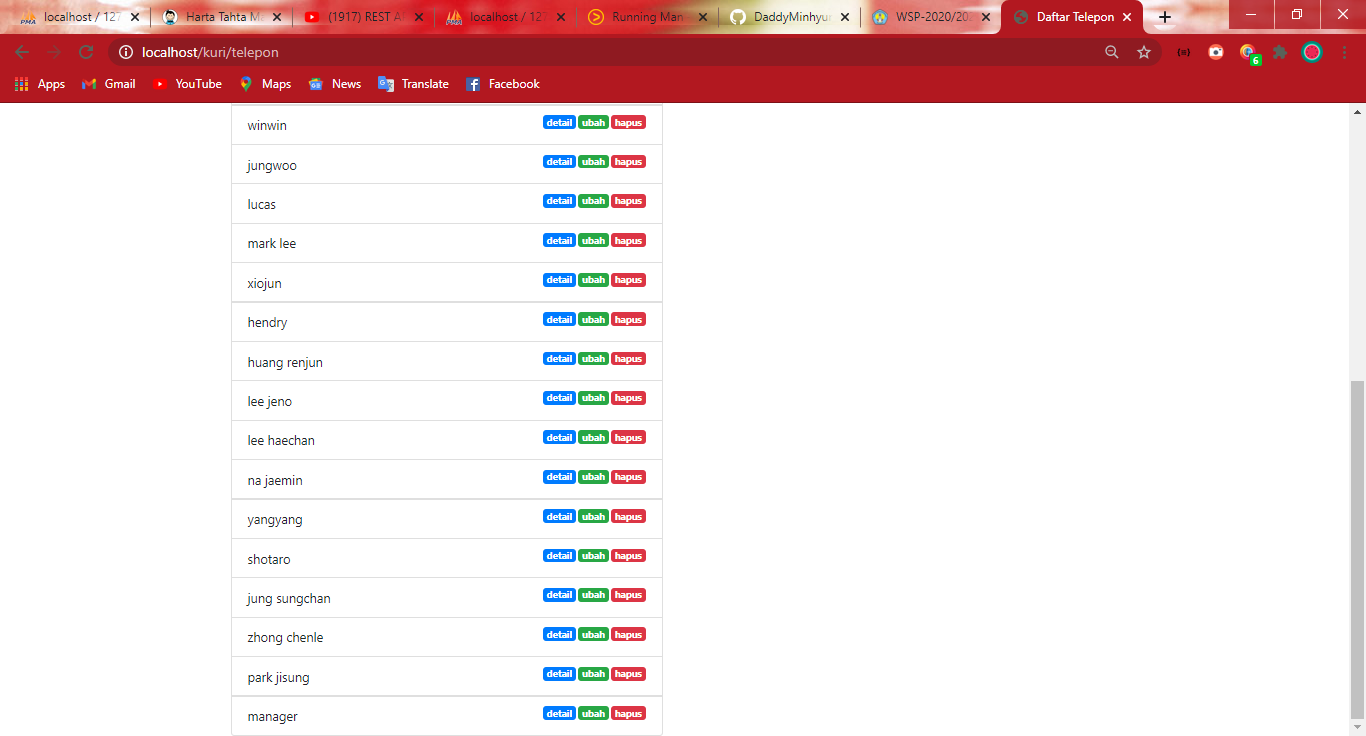 localhost / 127 Harta Tahta Ma (1917) REST A localhost / 127 Running Man DaddyMinhyu WSP-2020/20 Daftar Telepon
localhost/kuri/telepon
6
Apps Gmail YouTube Maps News Translate Facebook
winwin detail ubah hapus
jungwoo detail ubah hapus
lucas detail ubah hapus
mark lee detail ubah hapus
xiojun detail ubah hapus
hendry detail ubah hapus
huang renjun detail ubah hapus
lee jeno detail ubah hapus
lee haechan detail ubah hapus
na jaemin detail ubah hapus
yangyang detail ubah hapus
shotaro detail ubah hapus
jung sungchan detail ubah hapus
zhong chenle detail ubah hapus
park jisung detail ubah hapus
manager detail ubah hapus